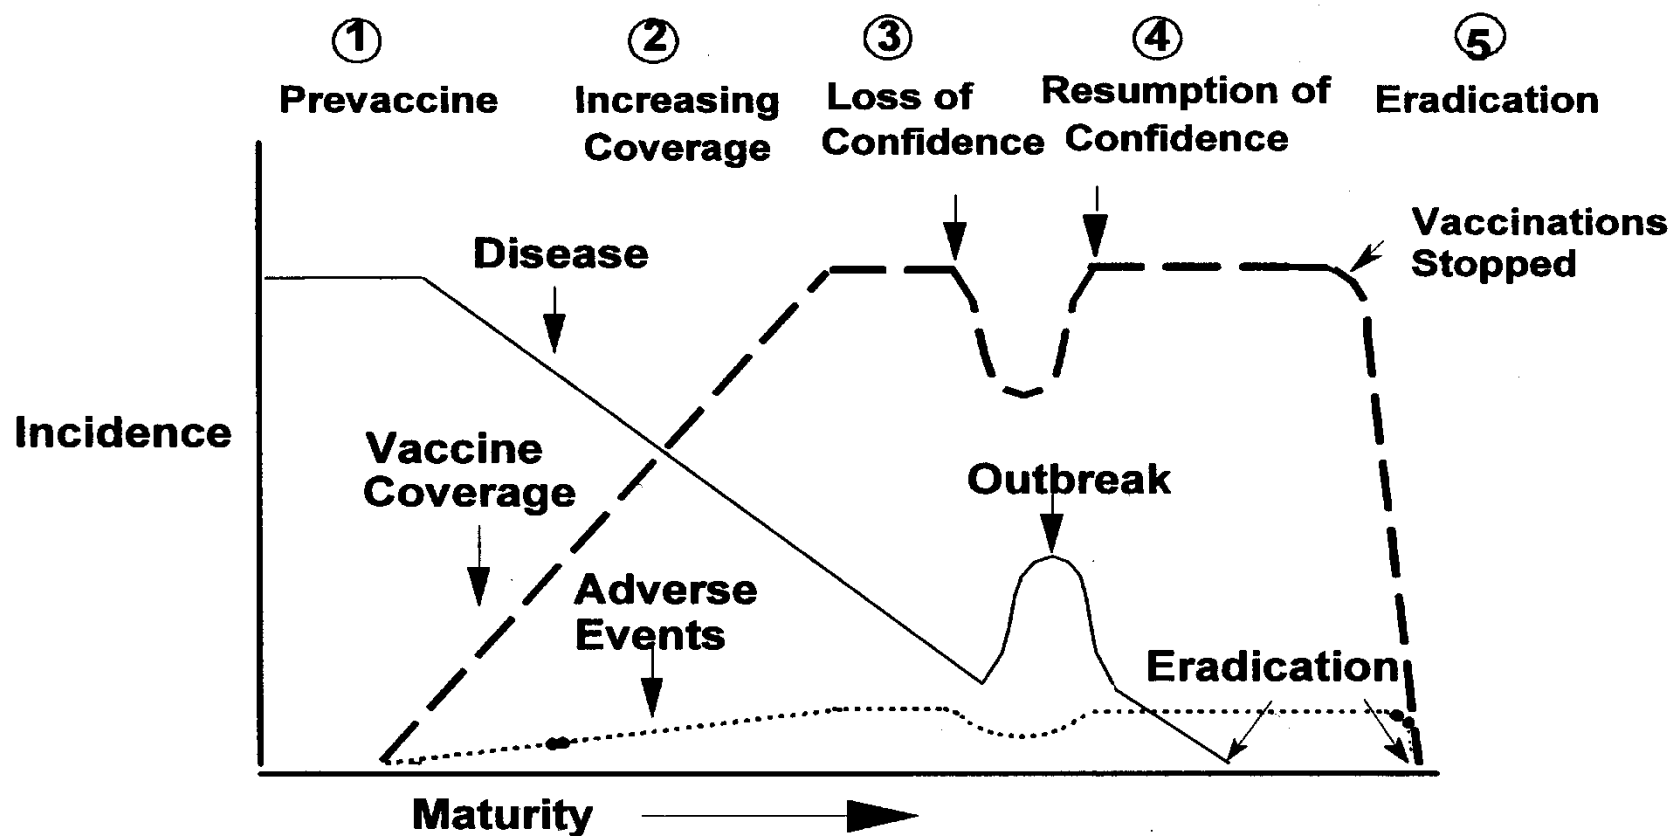 ① ② ③ ④ ⑤
Prevaccine
Increasing
Coverage
Loss of
Confidence
Resumption of
Confidence
Eradication
Vaccinations
Stopped
Disease
Incidence
Vaccine
Coverage
Outbreak
Adverse
Events
Eradication
Maturity